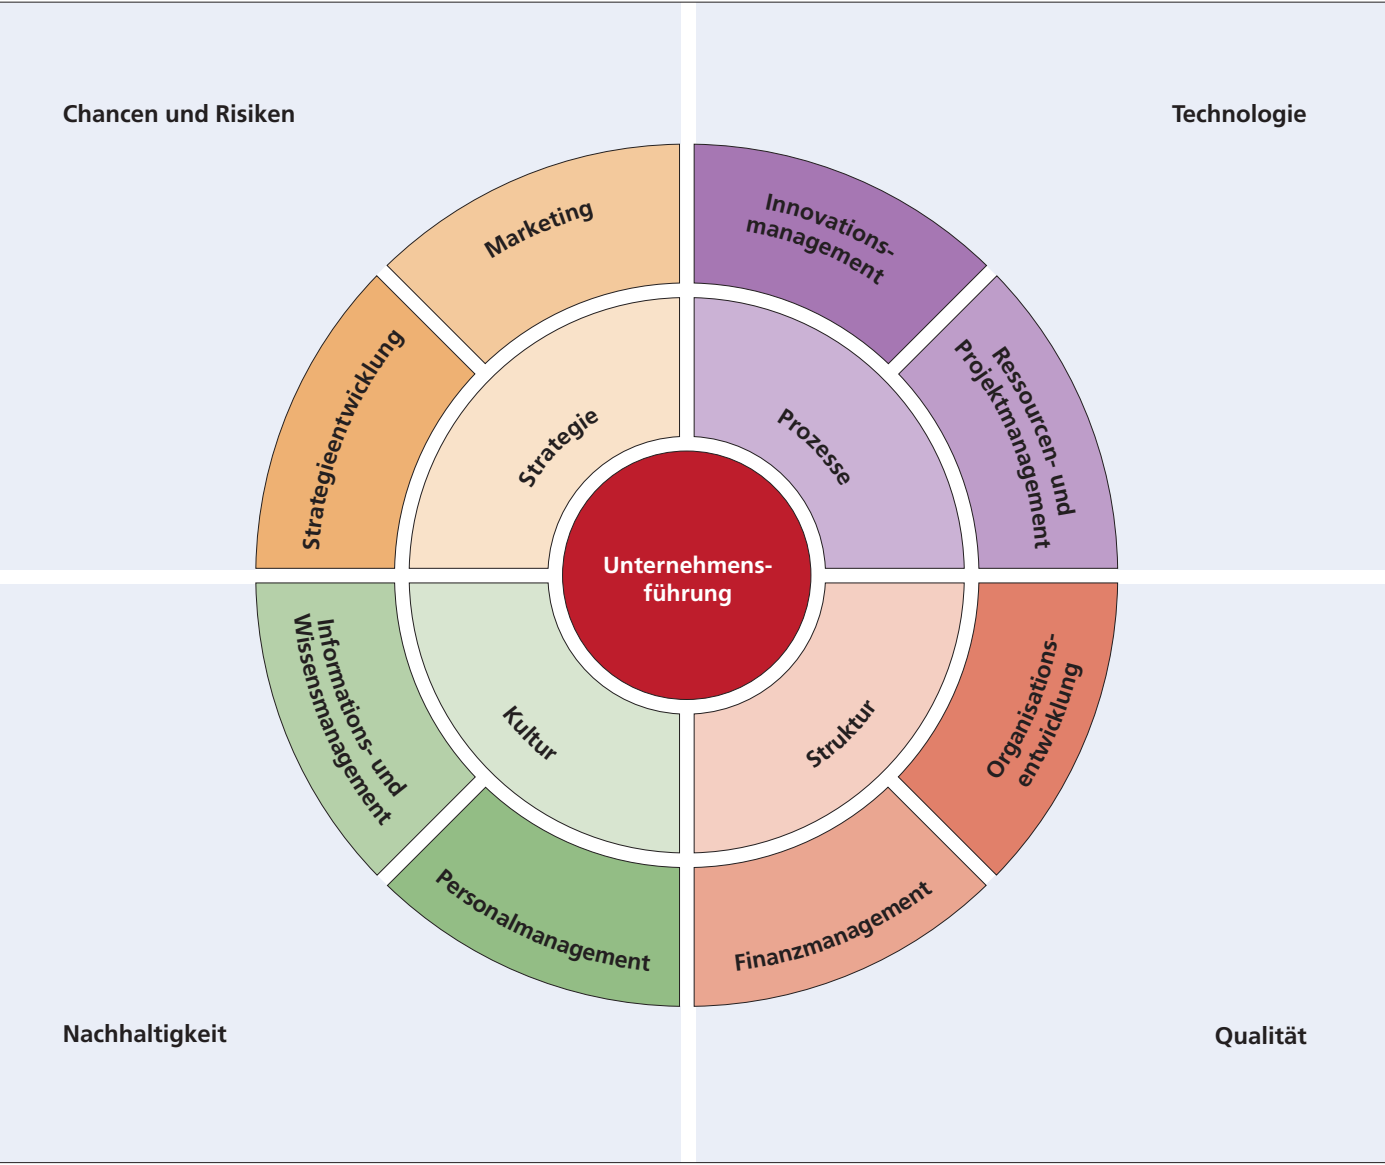 Chancen und Risiken
Technologie
Marketing
Innovations-
management
Strategieentwicklung
Ressourcen- und
Projektmanagement
Strategie
Prozesse
Unternehmens-
führung
Informations- und
Wissensmanagement
Kultur
Struktur
Organisations-
entwicklung
Personalmanagement
Finanzmanagement
Nachhaltigkeit
Qualität